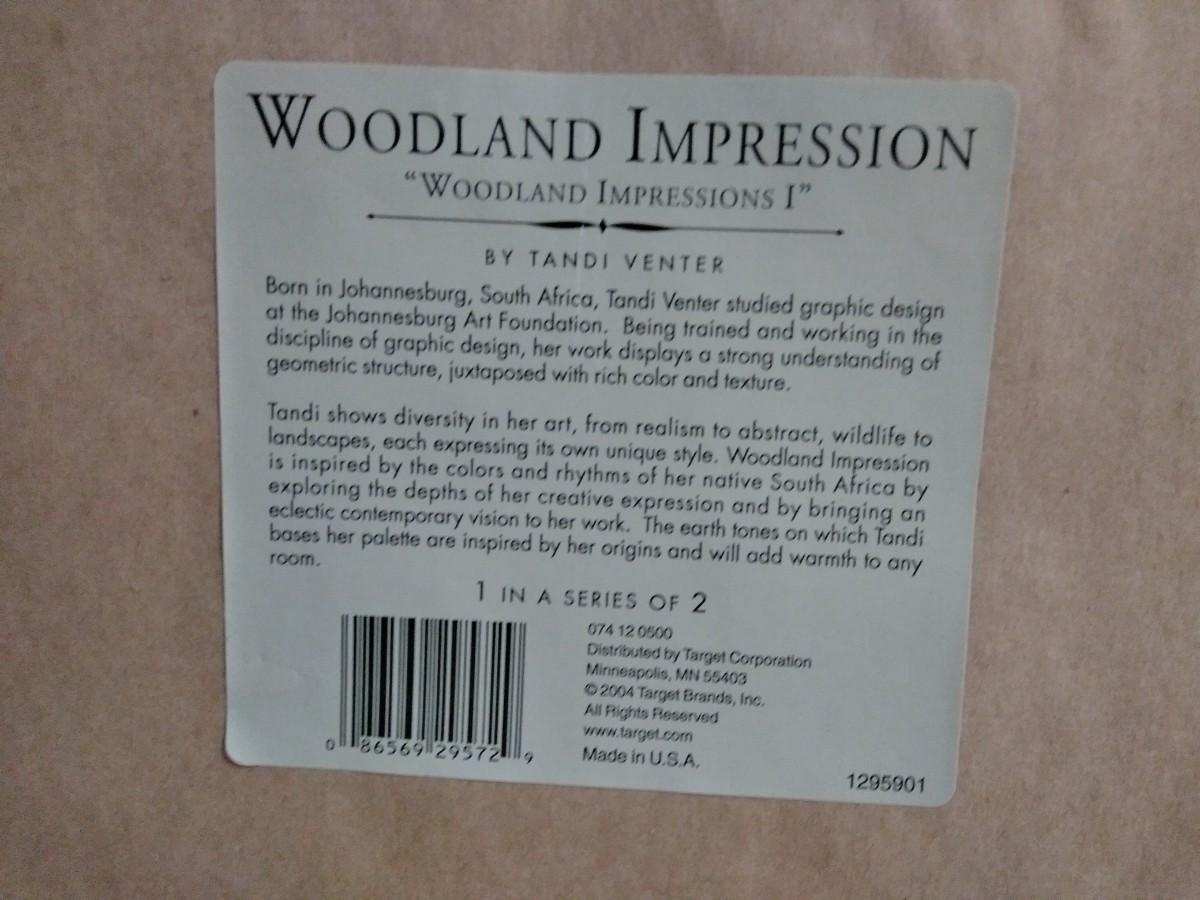 WOODLAND IMPRESSION
“WOODLAND IMPRESSIONS I”
BY TANDI VENTER
Born in Johannesburg, South Africa, Tandi Venter studied graphic design
at the Johannesburg Art Foundation. Being trained and working in the
discipline of graphic design, her work displays a strong understanding of
geometric structure, juxtaposed with rich color and texture.
Tandi shows diversity in her art, from realism to abstract, wildlife to
landscapes, each expressing its own unique style. Woodland Impression
is inspired by the colors and rhythms of her native South Africa by
exploring the depths of her creative expression and by bringing an
eclectic contemporary vision to her work. The earth tones on which Tandi
bases her palette are inspired by her origins and will add warmth to any
room.
1 IN A SERIES OF 2
074 12 0500
Distributed by Target Corporation
Minneapolis, MN 55403
© 2004 Target Brands, Inc.
All Rights Reserved
www.target.com
Made in U.S.A.
0 86569 29572 9
1295901